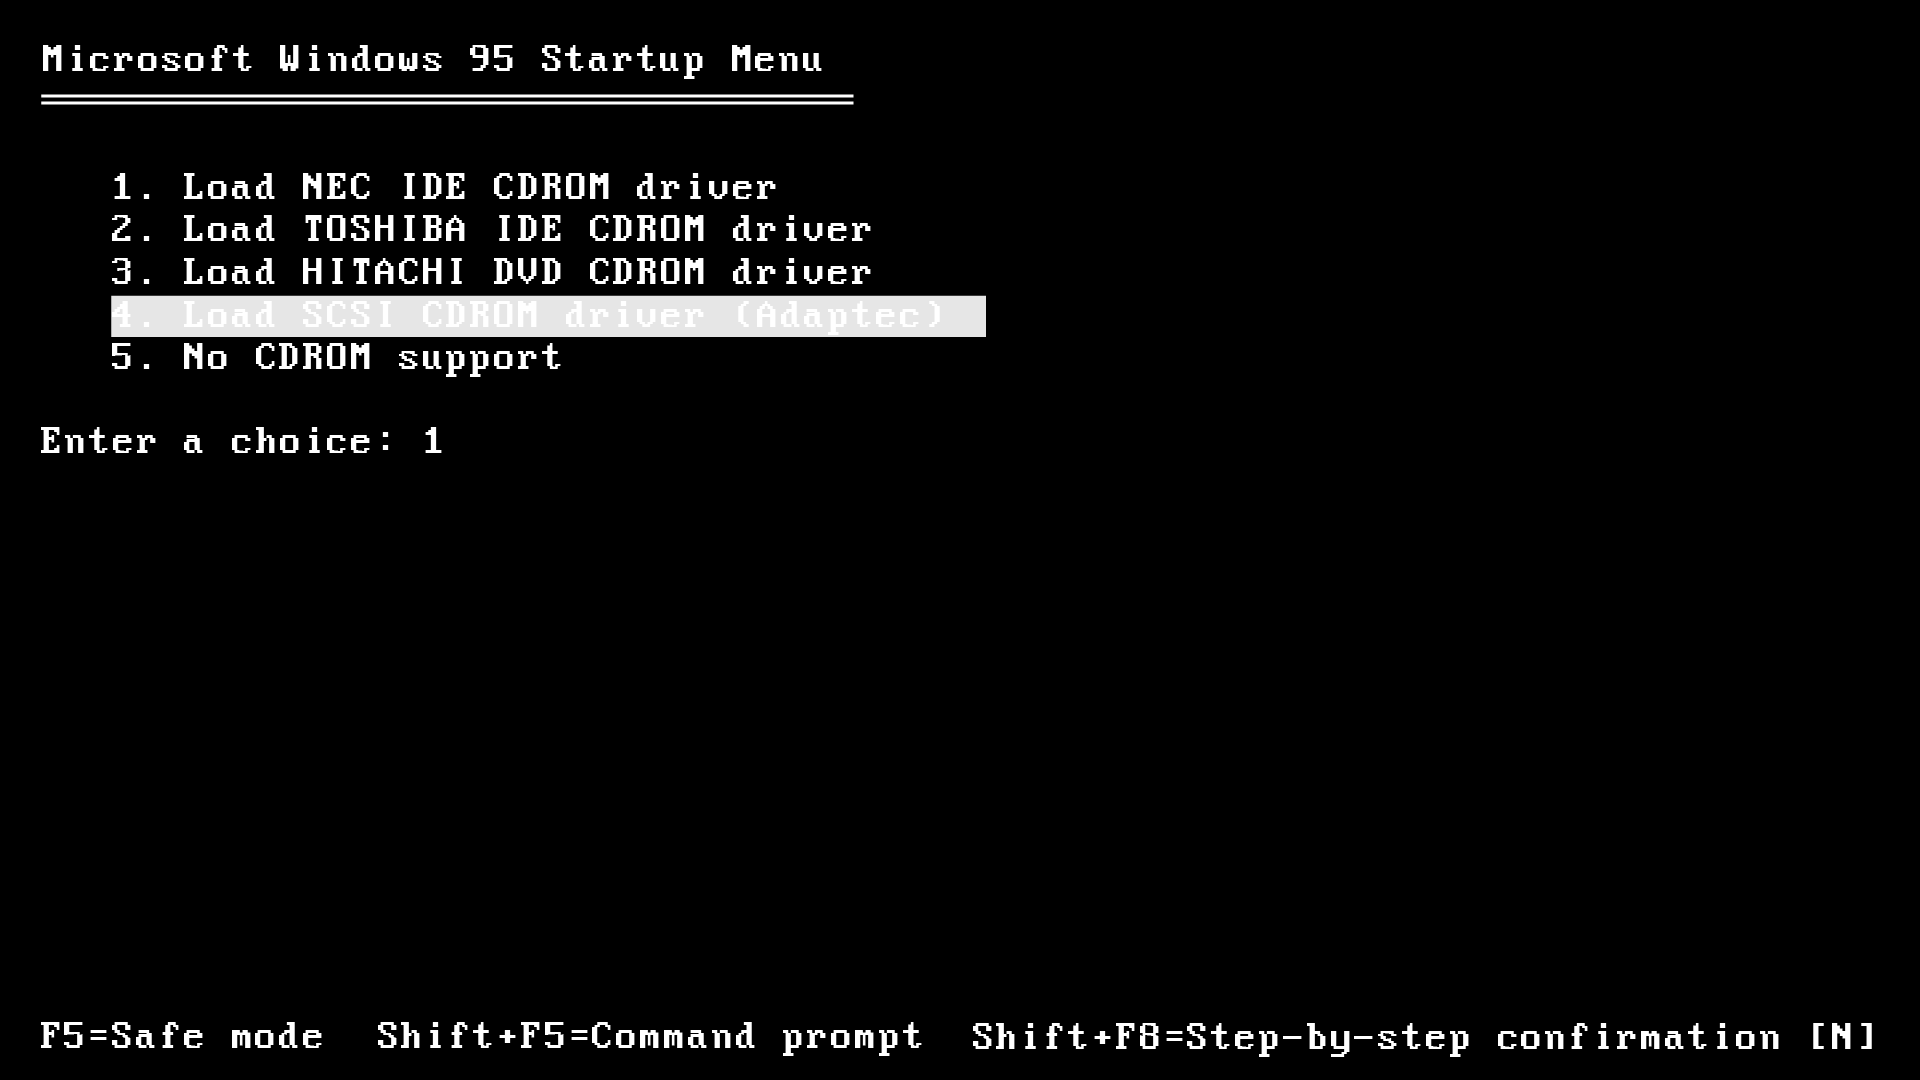 Microsoft Windows 95 Startup Menu
1. Load NEC IDE CDROM driver
2. Load TOSHIBA IDE CDROM driver
3. Load HITACHI DVD CDROM driver
4. Load SCSI CDROM driver (Adaptec)
5. No CDROM support
Enter a choice: 1
F5=Safe mode  Shift+F5=Command prompt  Shift+F8=Step-by-step confirmation [N]